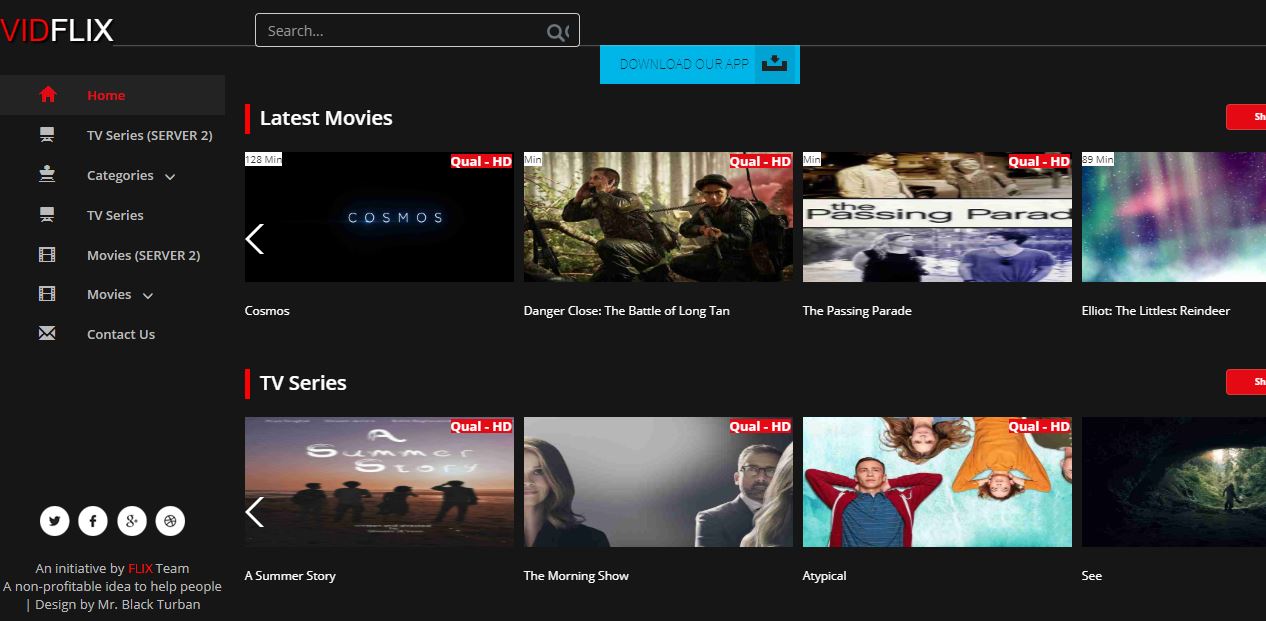 VIDFLIX
Search...
DOWNLOAD OUR APP
Home
TV Series (SERVER 2)
Categories
TV Series
Movies (SERVER 2)
Movies
Contact Us
An initiative by FLIX Team
A non-profitable idea to help people
| Design by Mr. Black Turban
Latest Movies
Sh
128 Min
Qual - HD
COSMOS
Cosmos
Min
Qual - HD
Danger Close: The Battle of Long Tan
Min
Qual - HD
the
Passing Parad
The Passing Parade
89 Min
Elliot: The Littlest Reindeer
TV Series
Sh
Qual - HD
A
Summer
Story
A Summer Story
Qual - HD
The Morning Show
Qual - HD
Atypical
See